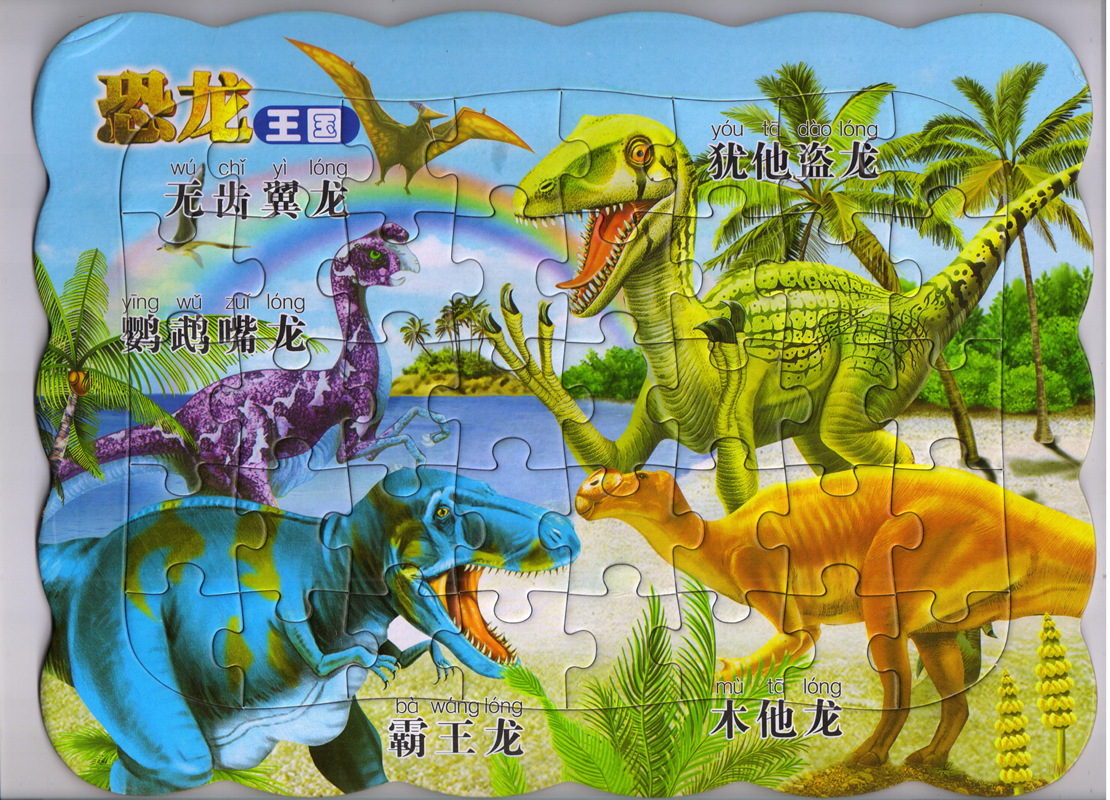 恐龙王国
yóu tā dào lóng
犹他盗龙
wú chǐ yì lóng
无齿翼龙
yīng wǔ zuǐ lóng
鹦鹉嘴龙
bà wáng lóng
霸王龙
mù tā lóng
木他龙